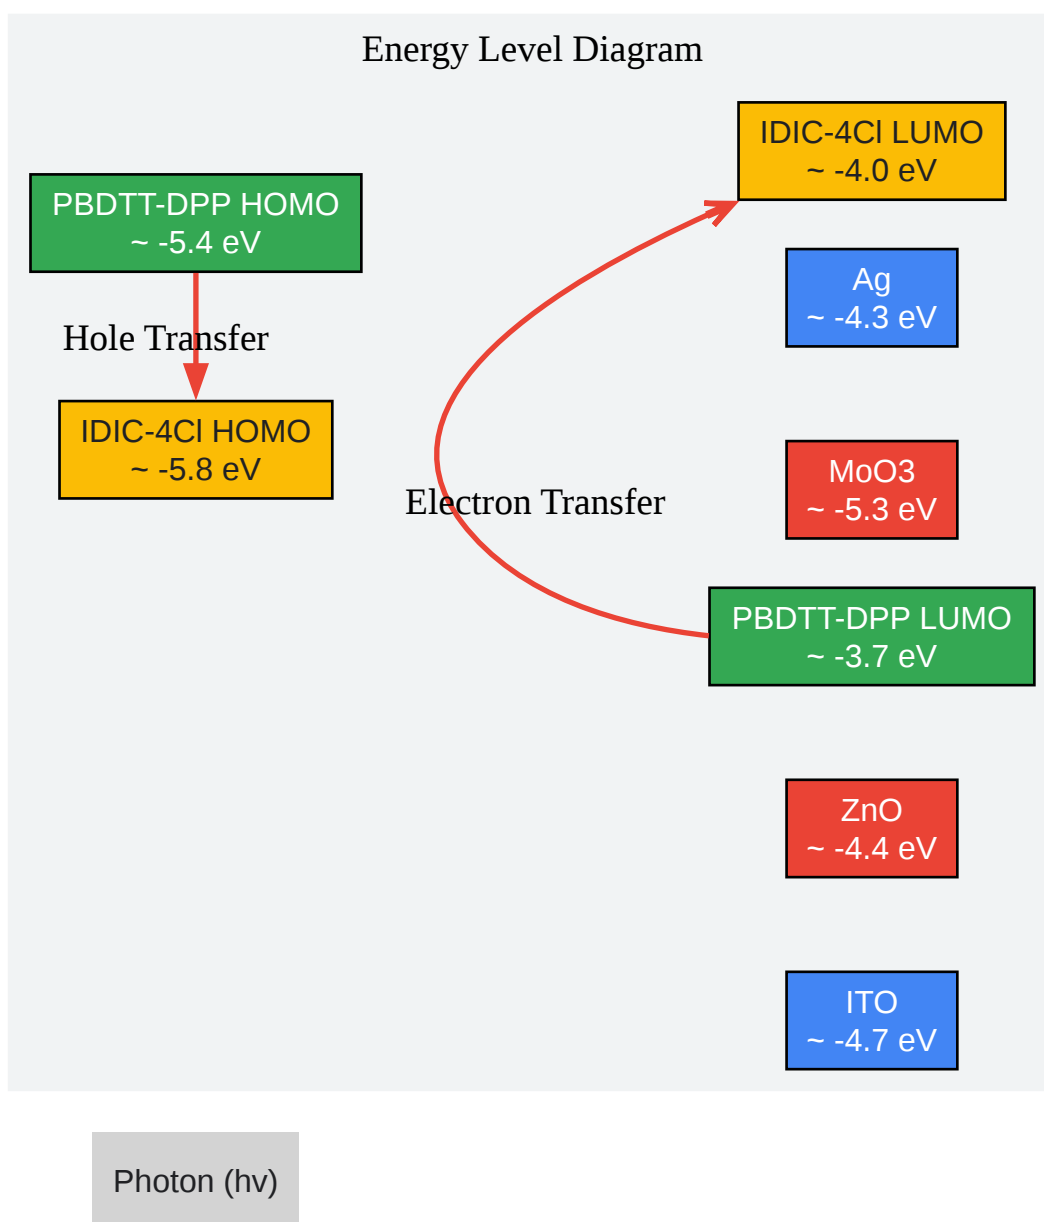 Energy Level Diagram
IDIC-4Cl LUMO
~ -4.0 eV
PBDTT-DPP HOMO
~ -5.4 eV
Ag
~ -4.3 eV
Hole Transfer
IDIC-4Cl HOMO
~ -5.8 eV
MoO3
~ -5.3 eV
Electron Transfer
PBDTT-DPP LUMO
~ -3.7 eV
ZnO
~ -4.4 eV
ITO
~ -4.7 eV
Photon (hv)